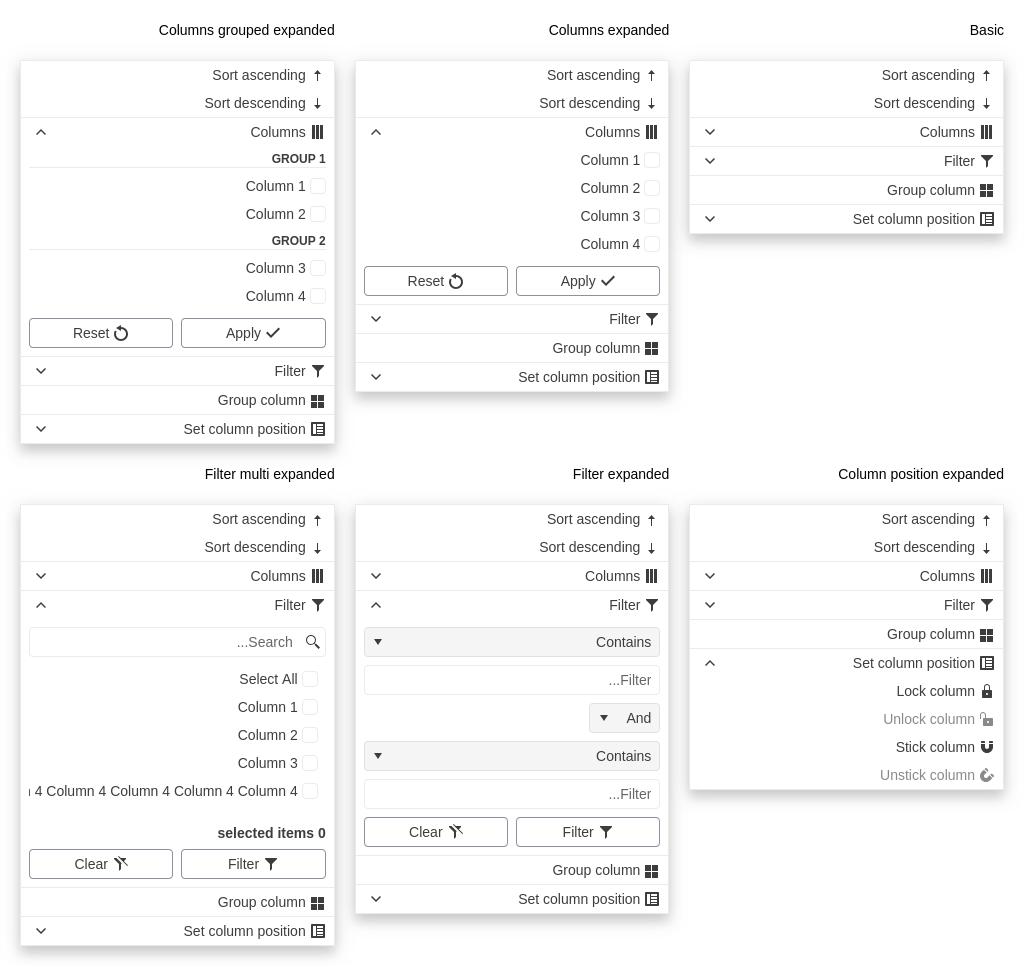 Basic
Sort ascending
Sort descending
Columns
Filter
Group column
Set column position
Columns expanded
Sort ascending
Sort descending
Columns
Column 1
Column 2
Column 3
Column 4
Apply
Reset
Filter
Group column
Set column position
Columns grouped expanded
Sort ascending
Sort descending
Columns
GROUP 1
Column 1
Column 2
GROUP 2
Column 3
Column 4
Apply
Reset
Filter
Group column
Set column position
Column position expanded
Sort ascending
Sort descending
Columns
Filter
Group column
Set column position
Lock column
Unlock column
Stick column
Unstick column
Filter expanded
Sort ascending
Sort descending
Columns
Filter
Contains
...Filter
And
Contains
...Filter
Filter
Clear
Group column
Set column position
Filter multi expanded
Sort ascending
Sort descending
Columns
Filter
...Search
Select All
Column 1
Column 2
Column 3
4 Column 4 Column 4 Column 4 Column 4
selected items 0
Filter
Clear
Group column
Set column position